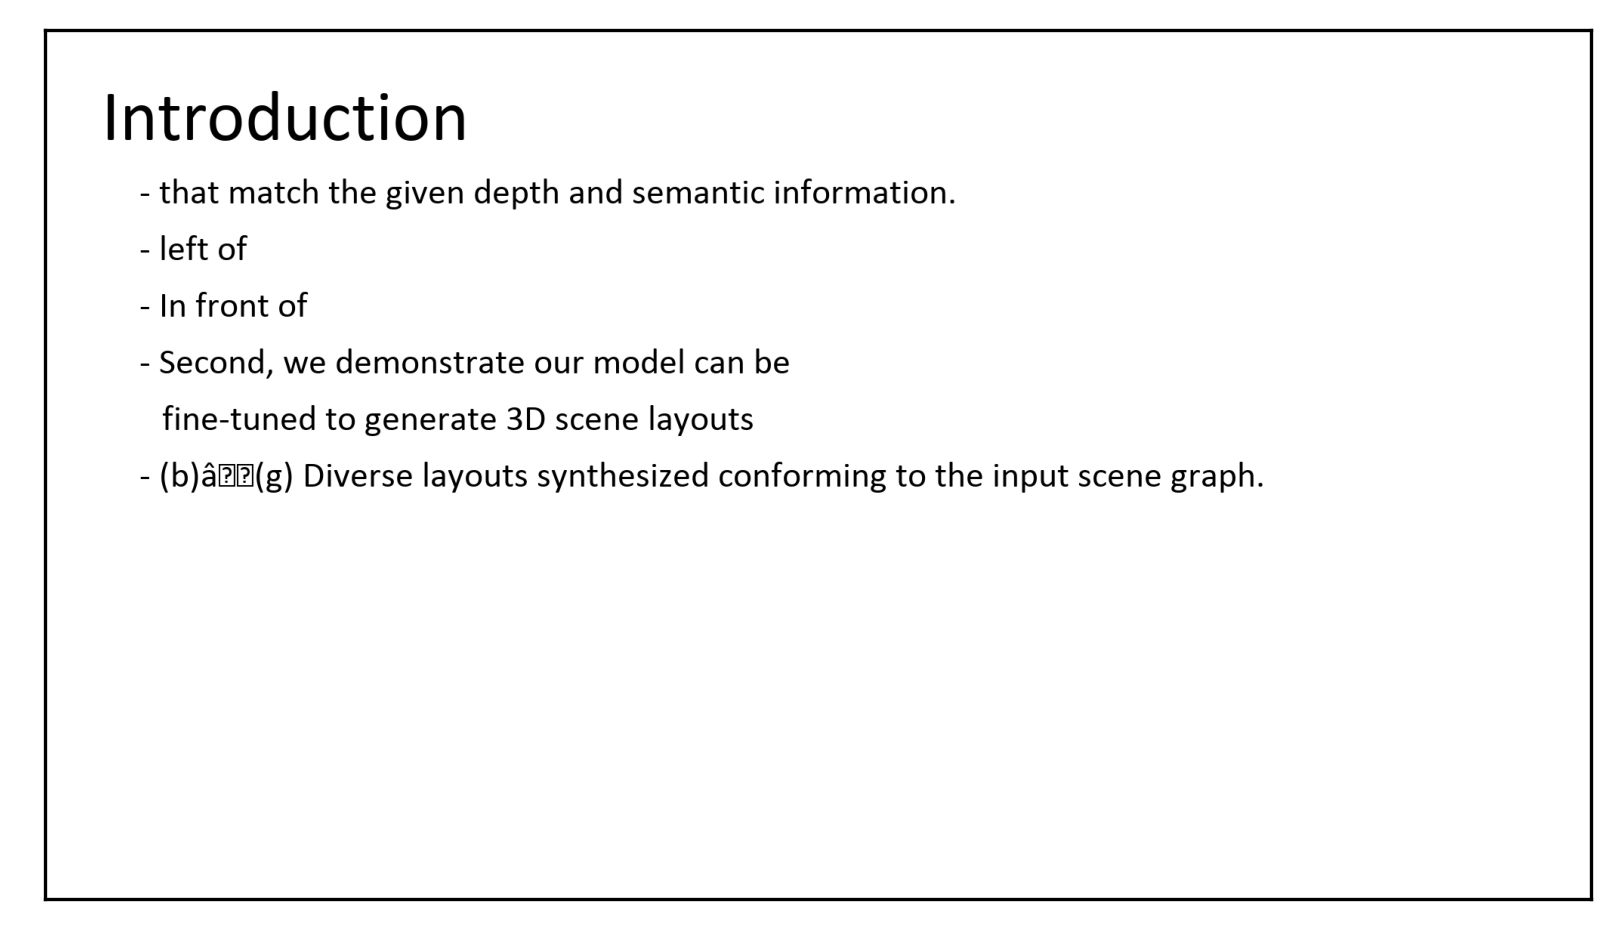 Introduction
- that match the given depth and semantic information.
- left of
- In front of
- Second, we demonstrate our model can be
fine-tuned to generate 3D scene layouts
- (b)â��(g) Diverse layouts synthesized conforming to the input scene graph.